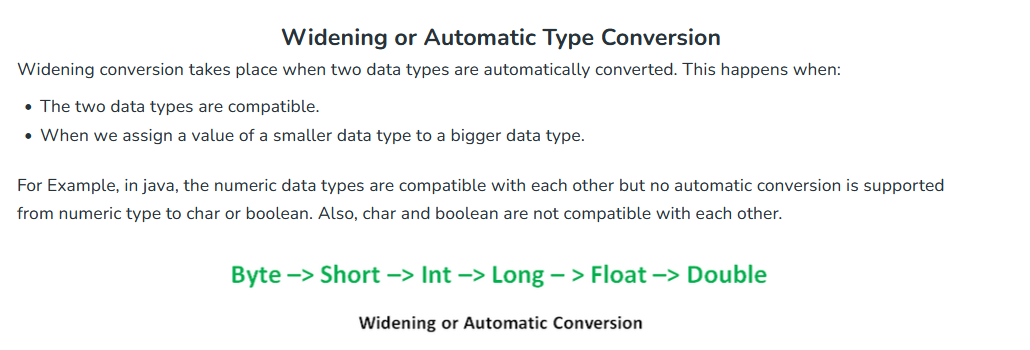 Widening or Automatic Type Conversion
Widening conversion takes place when two data types are automatically converted. This happens when:
• The two data types are compatible.
• When we assign a value of a smaller data type to a bigger data type.
For Example, in java, the numeric data types are compatible with each other but no automatic conversion is supported
from numeric type to char or boolean. Also, char and boolean are not compatible with each other.
Byte –> Short –> Int –> Long – > Float –> Double
Widening or Automatic Conversion